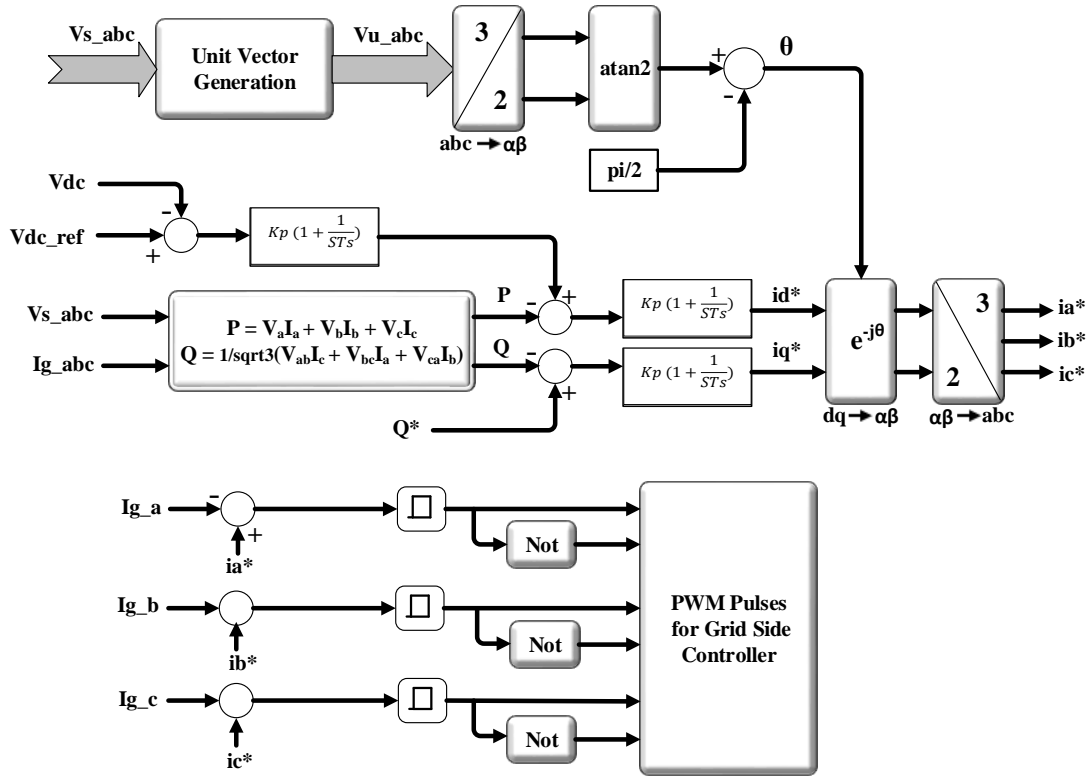 Vs_abc
Unit Vector
Generation
Vu_abc
3
2
abc → αβ
atan2
+
-
θ
pi/2
Vdc
-
Vdc_ref
+
Kp (1 + 1/STs)
Vs_abc
Ig_abc
P = VaIa + VbIb + VcIc
Q = 1/sqrt3(VabIc + VbcIa + VcaIb)
P
-
+
Q
-
+
Q*
Kp (1 + 1/STs)
Kp (1 + 1/STs)
id*
iq*
e^-jθ
dq → αβ
3
2
αβ → abc
ia*
ib*
ic*
Ig_a
-
+
ia*
Not
Ig_b
ib*
Not
Ig_c
ic*
Not
PWM Pulses
for Grid Side
Controller